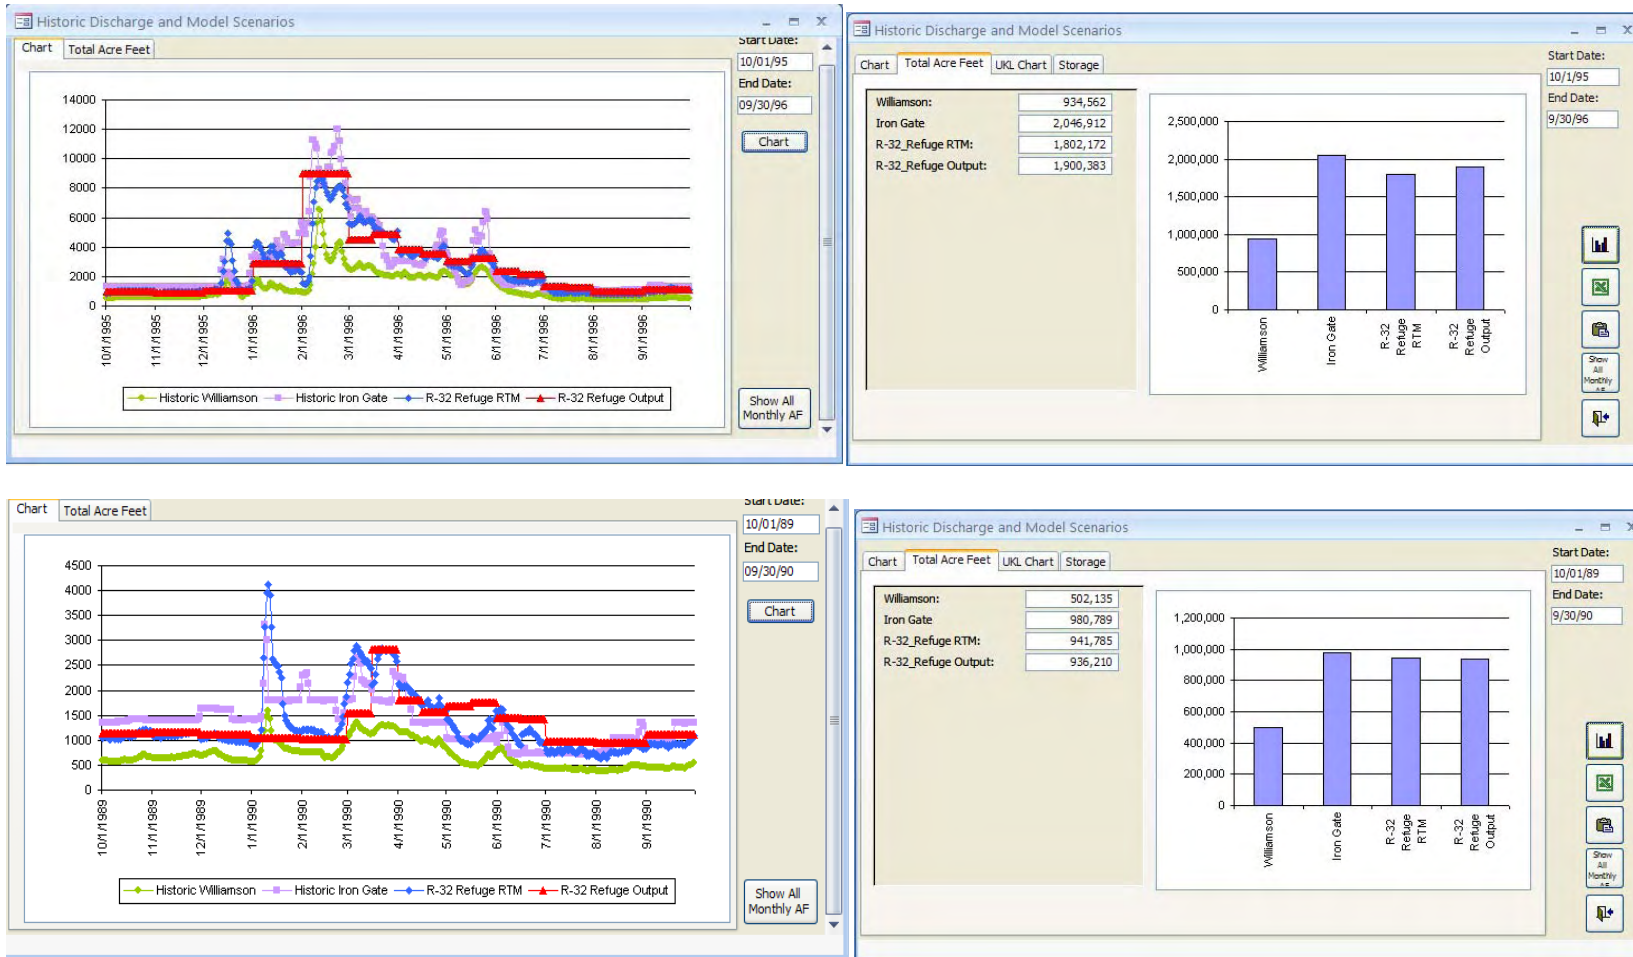 Historic Discharge and Model Scenarios
Chart
Total Acre Feet
Start Date:
10/01/95
End Date:
09/30/96
Chart
14000
12000
10000
8000
6000
4000
2000
0
10/1/1995
11/1/1995
12/1/1995
1/1/1996
2/1/1996
3/1/1996
4/1/1996
5/1/1996
6/1/1996
7/1/1996
8/1/1996
9/1/1996
Historic Williamson
Historic Iron Gate
R-32 Refuge RTM
R-32 Refuge Output
Show All
Monthly AF
Historic Discharge and Model Scenarios
Chart
Total Acre Feet
UKL Chart
Storage
Start Date:
10/1/95
End Date:
9/30/96
Williamson: 934,562
Iron Gate 2,046,912
R-32_Refuge RTM: 1,802,172
R-32_Refuge Output: 1,900,383
2,500,000
2,000,000
1,500,000
1,000,000
500,000
0
Williamson
Iron Gate
R-32
Refuge
RTM
R-32
Refuge
Output
Show
All
Monthly
AF
Chart
Total Acre Feet
Start Date:
10/01/89
End Date:
09/30/90
Chart
4500
4000
3500
3000
2500
2000
1500
1000
500
0
10/1/1989
11/1/1989
12/1/1989
1/1/1990
2/1/1990
3/1/1990
4/1/1990
5/1/1990
6/1/1990
7/1/1990
8/1/1990
9/1/1990
Historic Williamson
Historic Iron Gate
R-32 Refuge RTM
R-32 Refuge Output
Show All
Monthly AF
Historic Discharge and Model Scenarios
Chart
Total Acre Feet
UKL Chart
Storage
Start Date:
10/01/89
End Date:
9/30/90
Williamson: 502,135
Iron Gate 980,789
R-32_Refuge RTM: 941,785
R-32_Refuge Output: 936,210
1,200,000
1,000,000
800,000
600,000
400,000
200,000
0
Williamson
Iron Gate
R-32
Refuge
RTM
R-32
Refuge
Output
Show
All
Monthly
AF